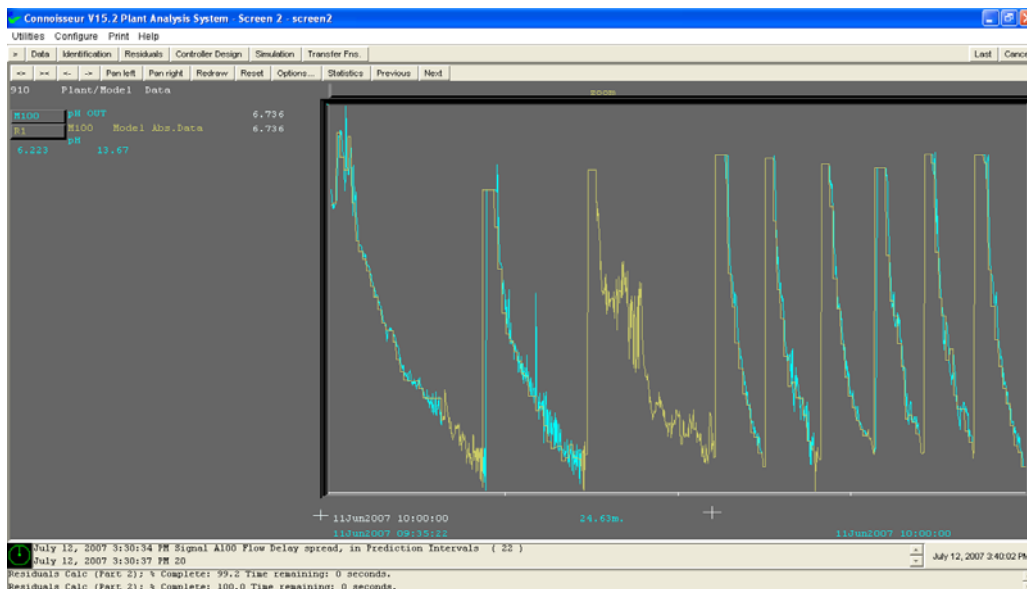 Connoisseur V15.2 Plant Analysis System - Screen 2 - screen2
Utilities Configure Print Help
> Data Identification Residuals Controller Design Simulation Transfer Fns. Last Cancel
<> >< <- -> Pan left Pan right Redraw Reset Options... Statistics Previous Next
910 Plant/Model Data zoom
M100 pH OUT 6.736
R1 M100 Model Abs.Data 6.736
pH
6.223 13.67
11Jun2007 10:00:00 24.63m.
11Jun2007 09:35:22 11Jun2007 10:00:00
July 12, 2007 3:30:34 PM Signal A100 Flow Delay spread, in Prediction Intervals ( 22 )
July 12, 2007 3:30:37 PM 20
July 12, 2007 3:40:02 PM
Residuals Calc (Part 2); % Complete: 99.2 Time remaining: 0 seconds.
Residuals Calc (Part 2); % Complete: 100.0 Time remaining: 0 seconds.